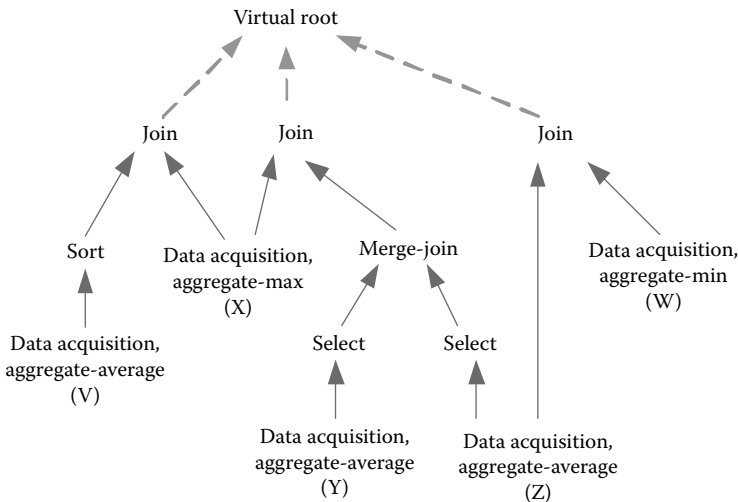 Virtual root
Join
Join
Join
Sort
Data acquisition,
aggregate-max
(X)
Merge-join
Data acquisition,
aggregate-min
(W)
Data acquisition,
aggregate-average
(V)
Select
Select
Data acquisition,
aggregate-average
(Y)
Data acquisition,
aggregate-average
(Z)